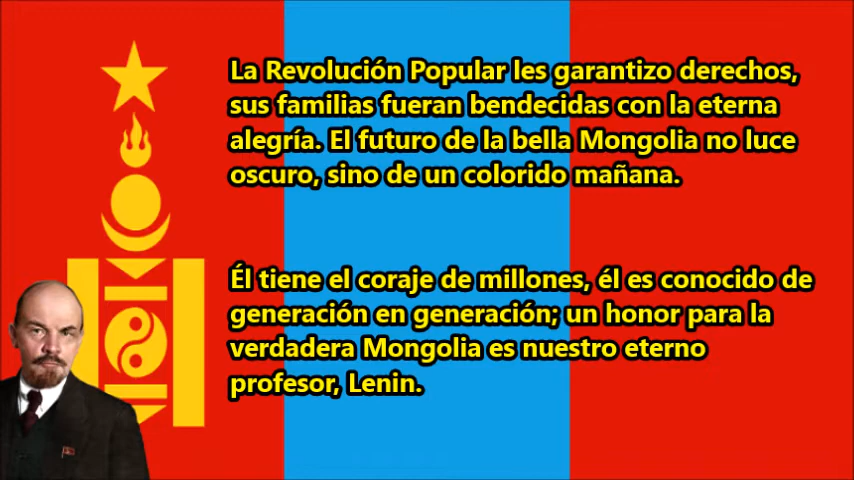 La Revolución Popular les garantizo derechos,
sus familias fueran bendecidas con la eterna
alegría. El futuro de la bella Mongolia no luce
oscuro, sino de un colorido mañana.
Él tiene el coraje de millones, él es conocido de
generación en generación; un honor para la
verdadera Mongolia es nuestro eterno
profesor, Lenin.